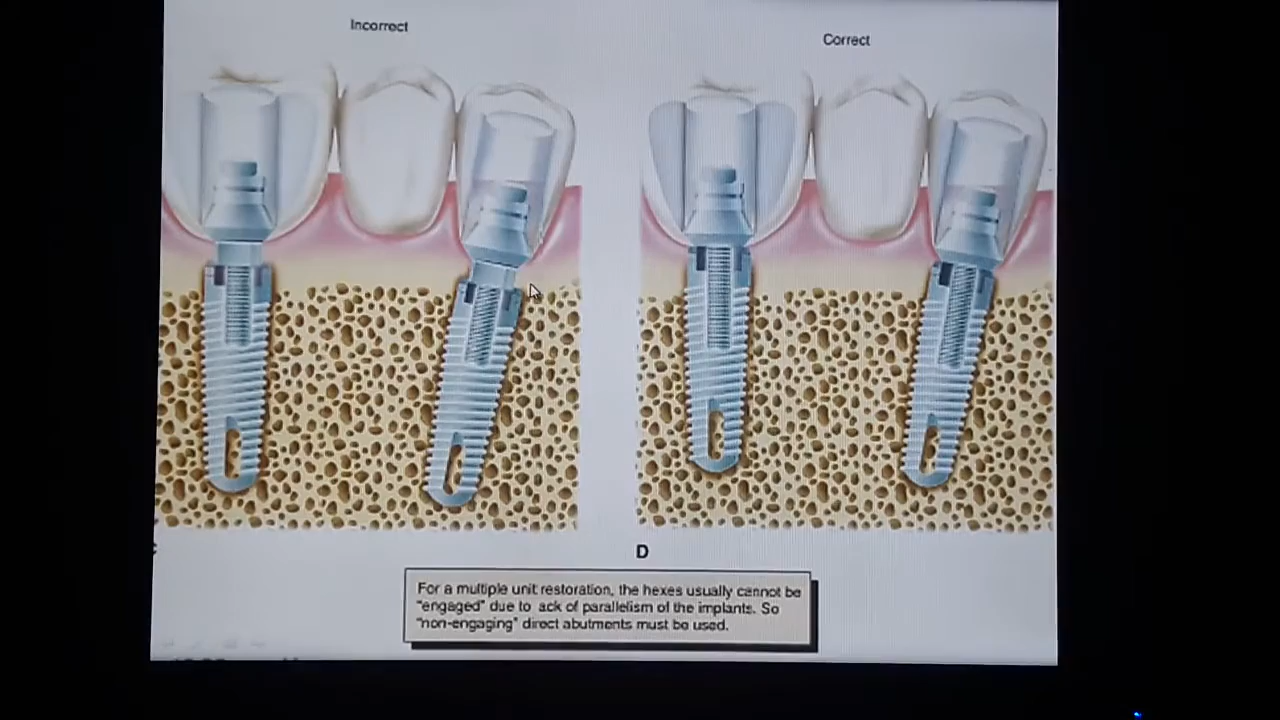 Incorrect
Correct
D
For a multiple unit restoration, the hexes usually cannot be
"engaged" due to ack of parallelism of the implants. So
"non-engaging" direct abutments must be used.